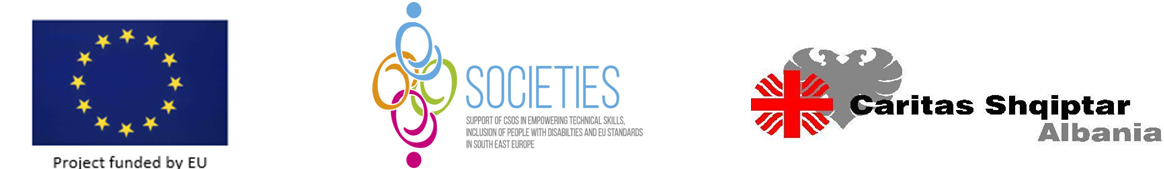 Project funded by EU
SOCIETIES
SUPPORT OF CSOS IN EMPOWERING TECHNICAL SKILLS,
INCLUSION OF PEOPLE WITH DISABILTIES AND EU STANDARDS
IN SOUTH EAST EUROPE
Caritas Shqiptar
Albania